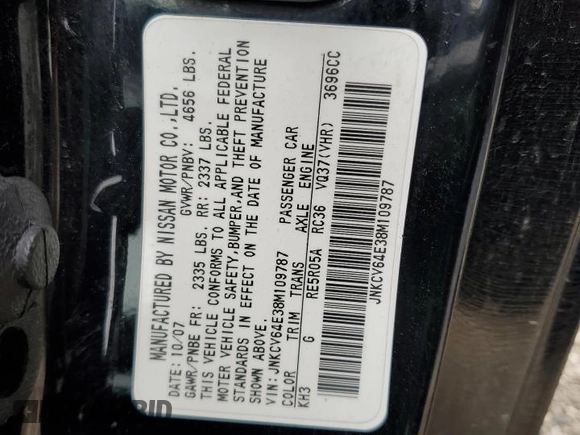 MANUFACTURED BY NISSAN MOTOR CO.,LTD.
DATE: 10/07 GVWR/PNBV: 4656 LBS.
GAWR/PNBE FR: 2335 LBS. RR: 2337 LBS.
THIS VEHICLE CONFORMS TO ALL APPLICABLE FEDERAL
MOTOR VEHICLE SAFETY,BUMPER,AND THEFT PREVENTION
STANDARDS IN EFFECT ON THE DATE OF MANUFACTURE
SHOWN ABOVE.
VIN: JNKCV64E38M109787 PASSENGER CAR
COLOR TRIM TRANS AXLE ENGINE
KH3 G RE5R05A RC36 VQ37(VHR) 3696CC
JNKCV64E38M109787